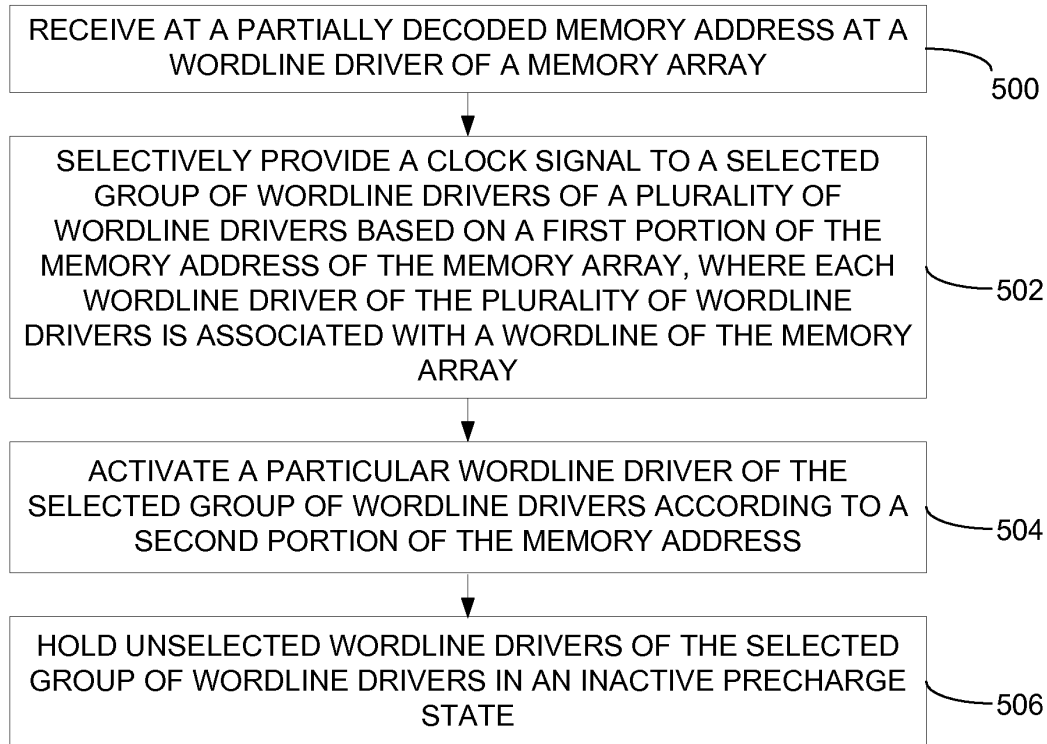 RECEIVE AT A PARTIALLY DECODED MEMORY ADDRESS AT A
WORDLINE DRIVER OF A MEMORY ARRAY
500
SELECTIVELY PROVIDE A CLOCK SIGNAL TO A SELECTED
GROUP OF WORDLINE DRIVERS OF A PLURALITY OF
WORDLINE DRIVERS BASED ON A FIRST PORTION OF THE
MEMORY ADDRESS OF THE MEMORY ARRAY, WHERE EACH
WORDLINE DRIVER OF THE PLURALITY OF WORDLINE
DRIVERS IS ASSOCIATED WITH A WORDLINE OF THE MEMORY
ARRAY
502
ACTIVATE A PARTICULAR WORDLINE DRIVER OF THE
SELECTED GROUP OF WORDLINE DRIVERS ACCORDING TO A
SECOND PORTION OF THE MEMORY ADDRESS
504
HOLD UNSELECTED WORDLINE DRIVERS OF THE SELECTED
GROUP OF WORDLINE DRIVERS IN AN INACTIVE PRECHARGE
STATE
506